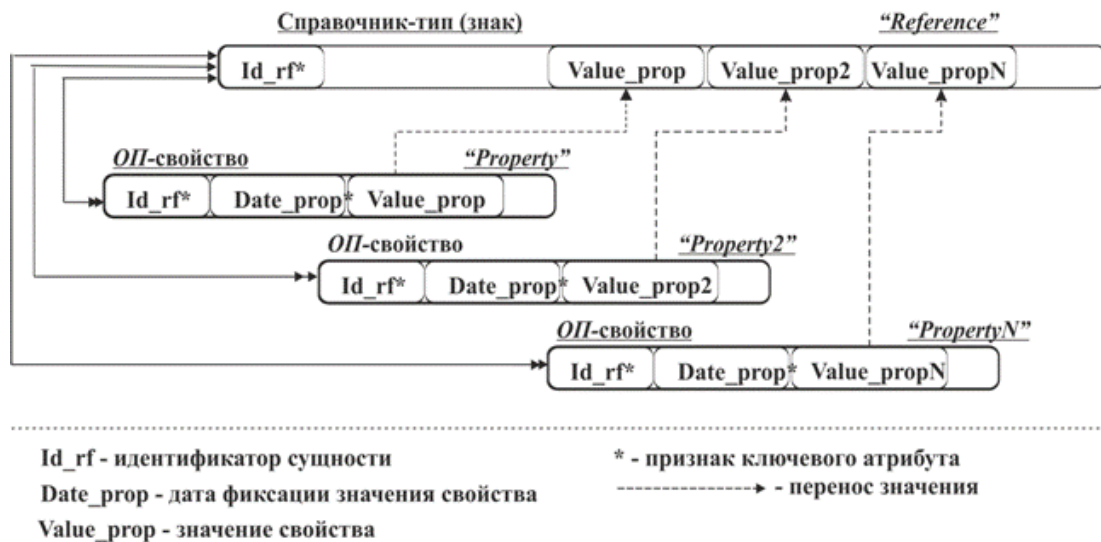 Справочник-тип (знак) “Reference”
Id_rf* Value_prop Value_prop2 Value_propN
ОП-свойство “Property”
Id_rf* Date_prop* Value_prop
ОП-свойство “Property2”
Id_rf* Date_prop* Value_prop2
ОП-свойство “PropertyN”
Id_rf* Date_prop* Value_propN
Id_rf - идентификатор сущности * - признак ключевого атрибута
Date_prop - дата фиксации значения свойства - перенос значения
Value_prop - значение свойства